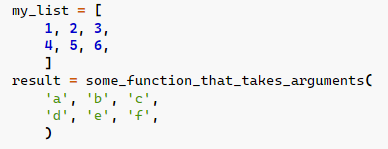 my_list = [
    1, 2, 3,
    4, 5, 6,
    ]
result = some_function_that_takes_arguments(
    'a', 'b', 'c',
    'd', 'e', 'f',
    )